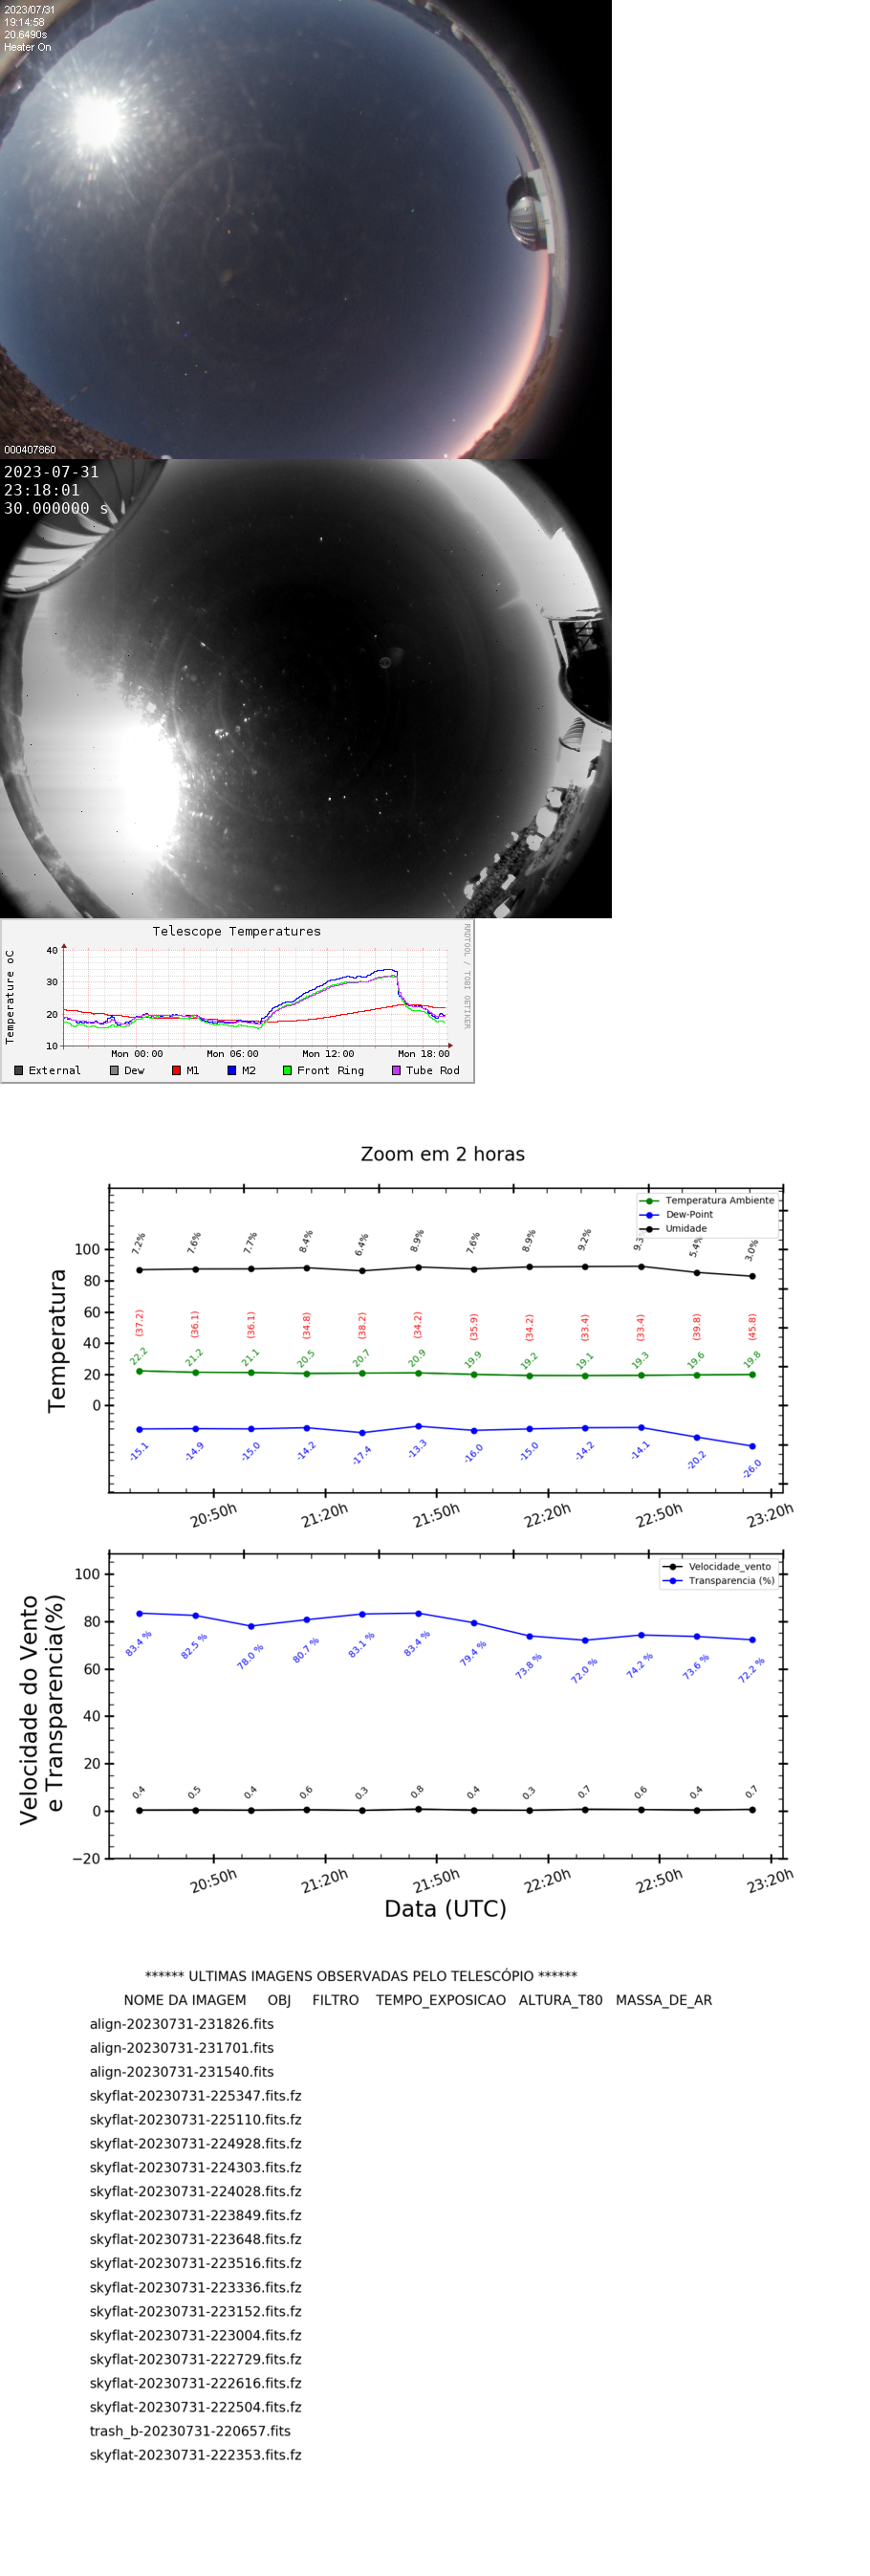 2023/07/31
19:14:58
20.6490s
Heater On
000407860
2023-07-31
23:18:01
30.000000 s
Telescope Temperatures
RRDTOOL / TOBI OETIKER
Temperature oC
40
30
20
10
Mon 00:00 Mon 06:00 Mon 12:00 Mon 18:00
External Dew M1 M2 Front Ring Tube Rod
Zoom em 2 horas
Temperatura Ambiente
Dew-Point
Umidade
Temperatura
100
80
60
40
20
0
7.2% 7.6% 7.7% 8.4% 6.4% 8.9% 7.6% 8.9% 9.2% 9.3 5.4% 3.0%
(37.2) (36.1) (36.1) (34.8) (38.2) (34.2) (35.9) (34.2) (33.4) (33.4) (39.8) (45.8)
22.2 21.2 21.1 20.5 20.7 20.9 19.9 19.2 19.1 19.3 19.6 19.8
-15.1 -14.9 -15.0 -14.2 -17.4 -13.3 -16.0 -15.0 -14.2 -14.1 -20.2 -26.0
20:50h 21:20h 21:50h 22:20h 22:50h 23:20h
Velocidade_vento
Transparencia (%)
Velocidade do Vento
e Transparencia(%)
100
80
60
40
20
0
−20
83.4 % 82.5 % 78.0 % 80.7 % 83.1 % 83.4 % 79.4 % 73.8 % 72.0 % 74.2 % 73.6 % 72.2 %
0.4 0.5 0.4 0.6 0.3 0.8 0.4 0.3 0.7 0.6 0.4 0.7
20:50h 21:20h 21:50h 22:20h 22:50h 23:20h
Data (UTC)
****** ULTIMAS IMAGENS OBSERVADAS PELO TELESCÓPIO ******
NOME DA IMAGEM OBJ FILTRO TEMPO_EXPOSICAO ALTURA_T80 MASSA_DE_AR
align-20230731-231826.fits
align-20230731-231701.fits
align-20230731-231540.fits
skyflat-20230731-225347.fits.fz
skyflat-20230731-225110.fits.fz
skyflat-20230731-224928.fits.fz
skyflat-20230731-224303.fits.fz
skyflat-20230731-224028.fits.fz
skyflat-20230731-223849.fits.fz
skyflat-20230731-223648.fits.fz
skyflat-20230731-223516.fits.fz
skyflat-20230731-223336.fits.fz
skyflat-20230731-223152.fits.fz
skyflat-20230731-223004.fits.fz
skyflat-20230731-222729.fits.fz
skyflat-20230731-222616.fits.fz
skyflat-20230731-222504.fits.fz
trash_b-20230731-220657.fits
skyflat-20230731-222353.fits.fz